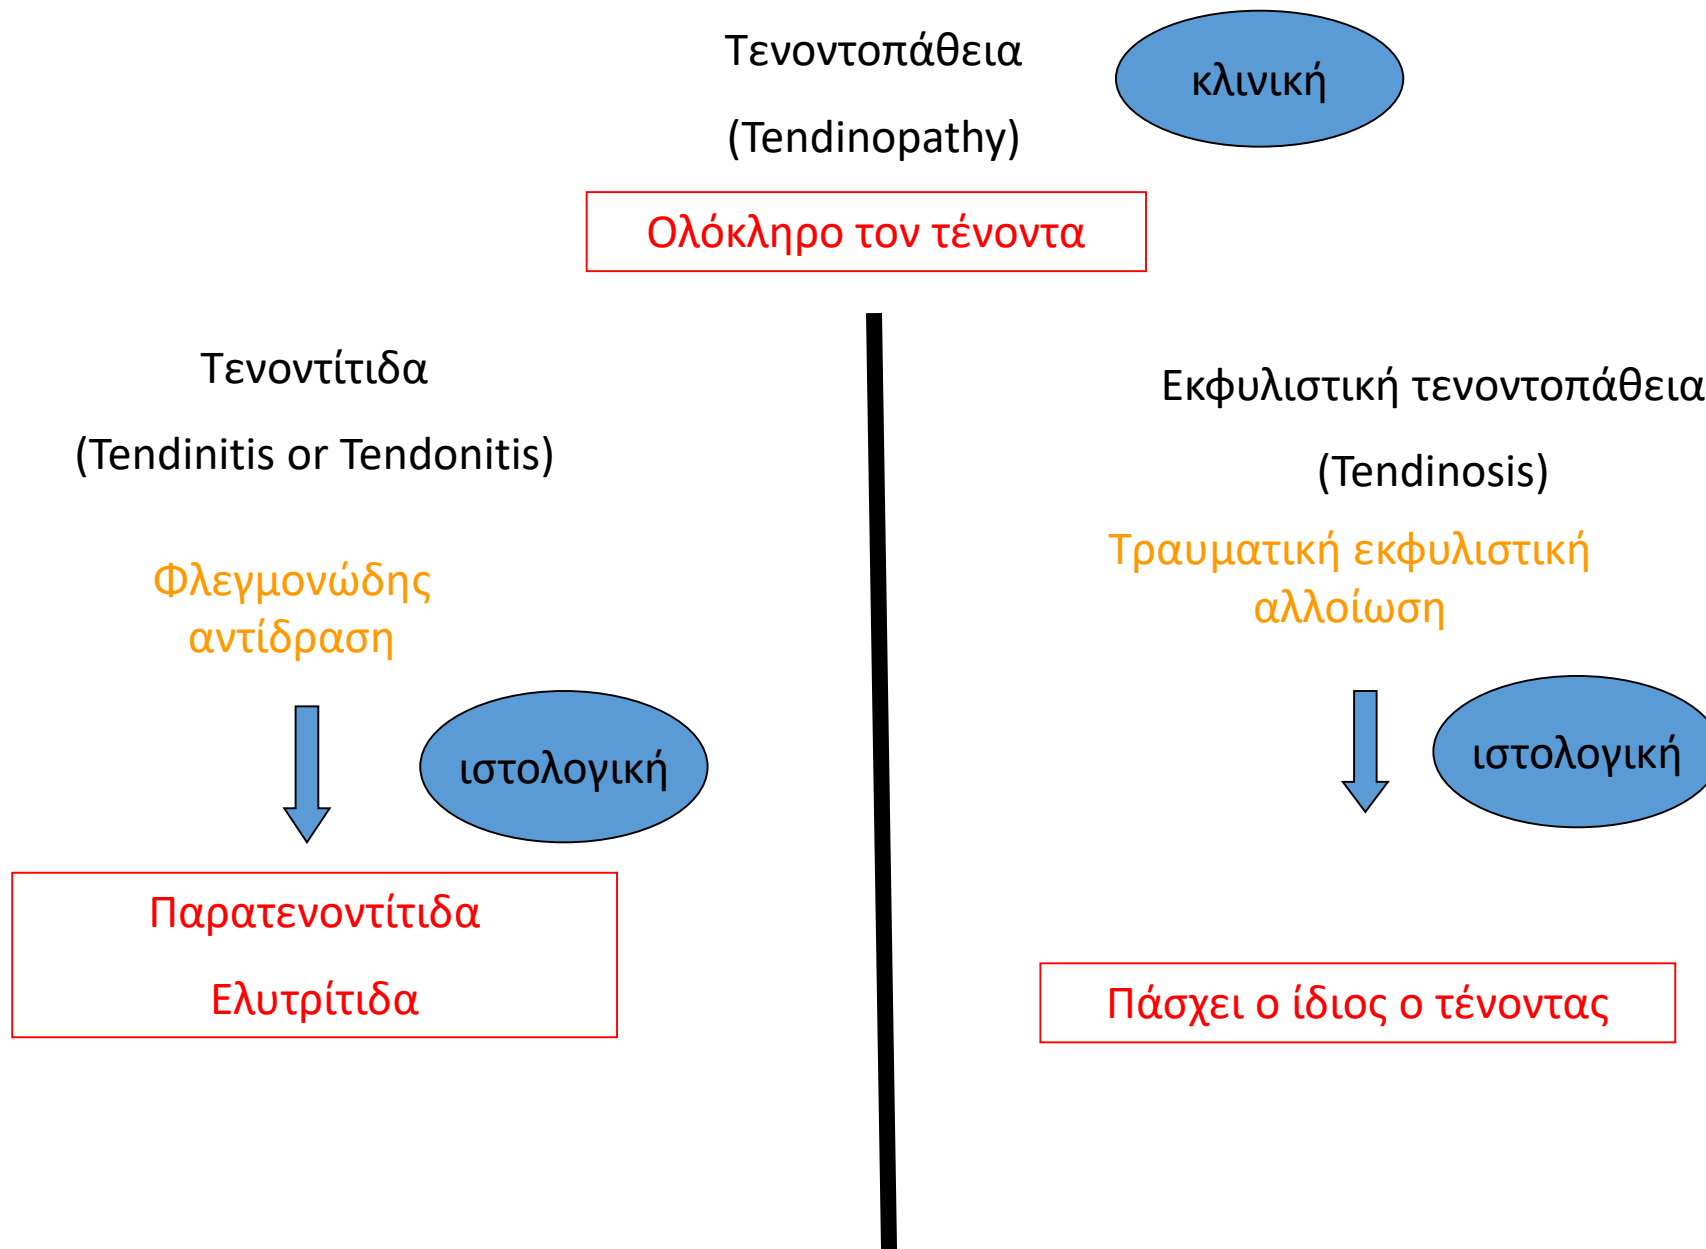 Τενοντοπάθεια
κλινική
(Tendinopathy)
Ολόκληρο τον τένοντα
Τενοντίτιδα
(Tendinitis or Tendonitis)
Φλεγμονώδης
αντίδραση
ιστολογική
Παρατενοντίτιδα
Ελυτρίτιδα
Εκφυλιστική τενοντοπάθεια
(Tendinosis)
Τραυματική εκφυλιστική
αλλοίωση
ιστολογική
Πάσχει ο ίδιος ο τένοντας